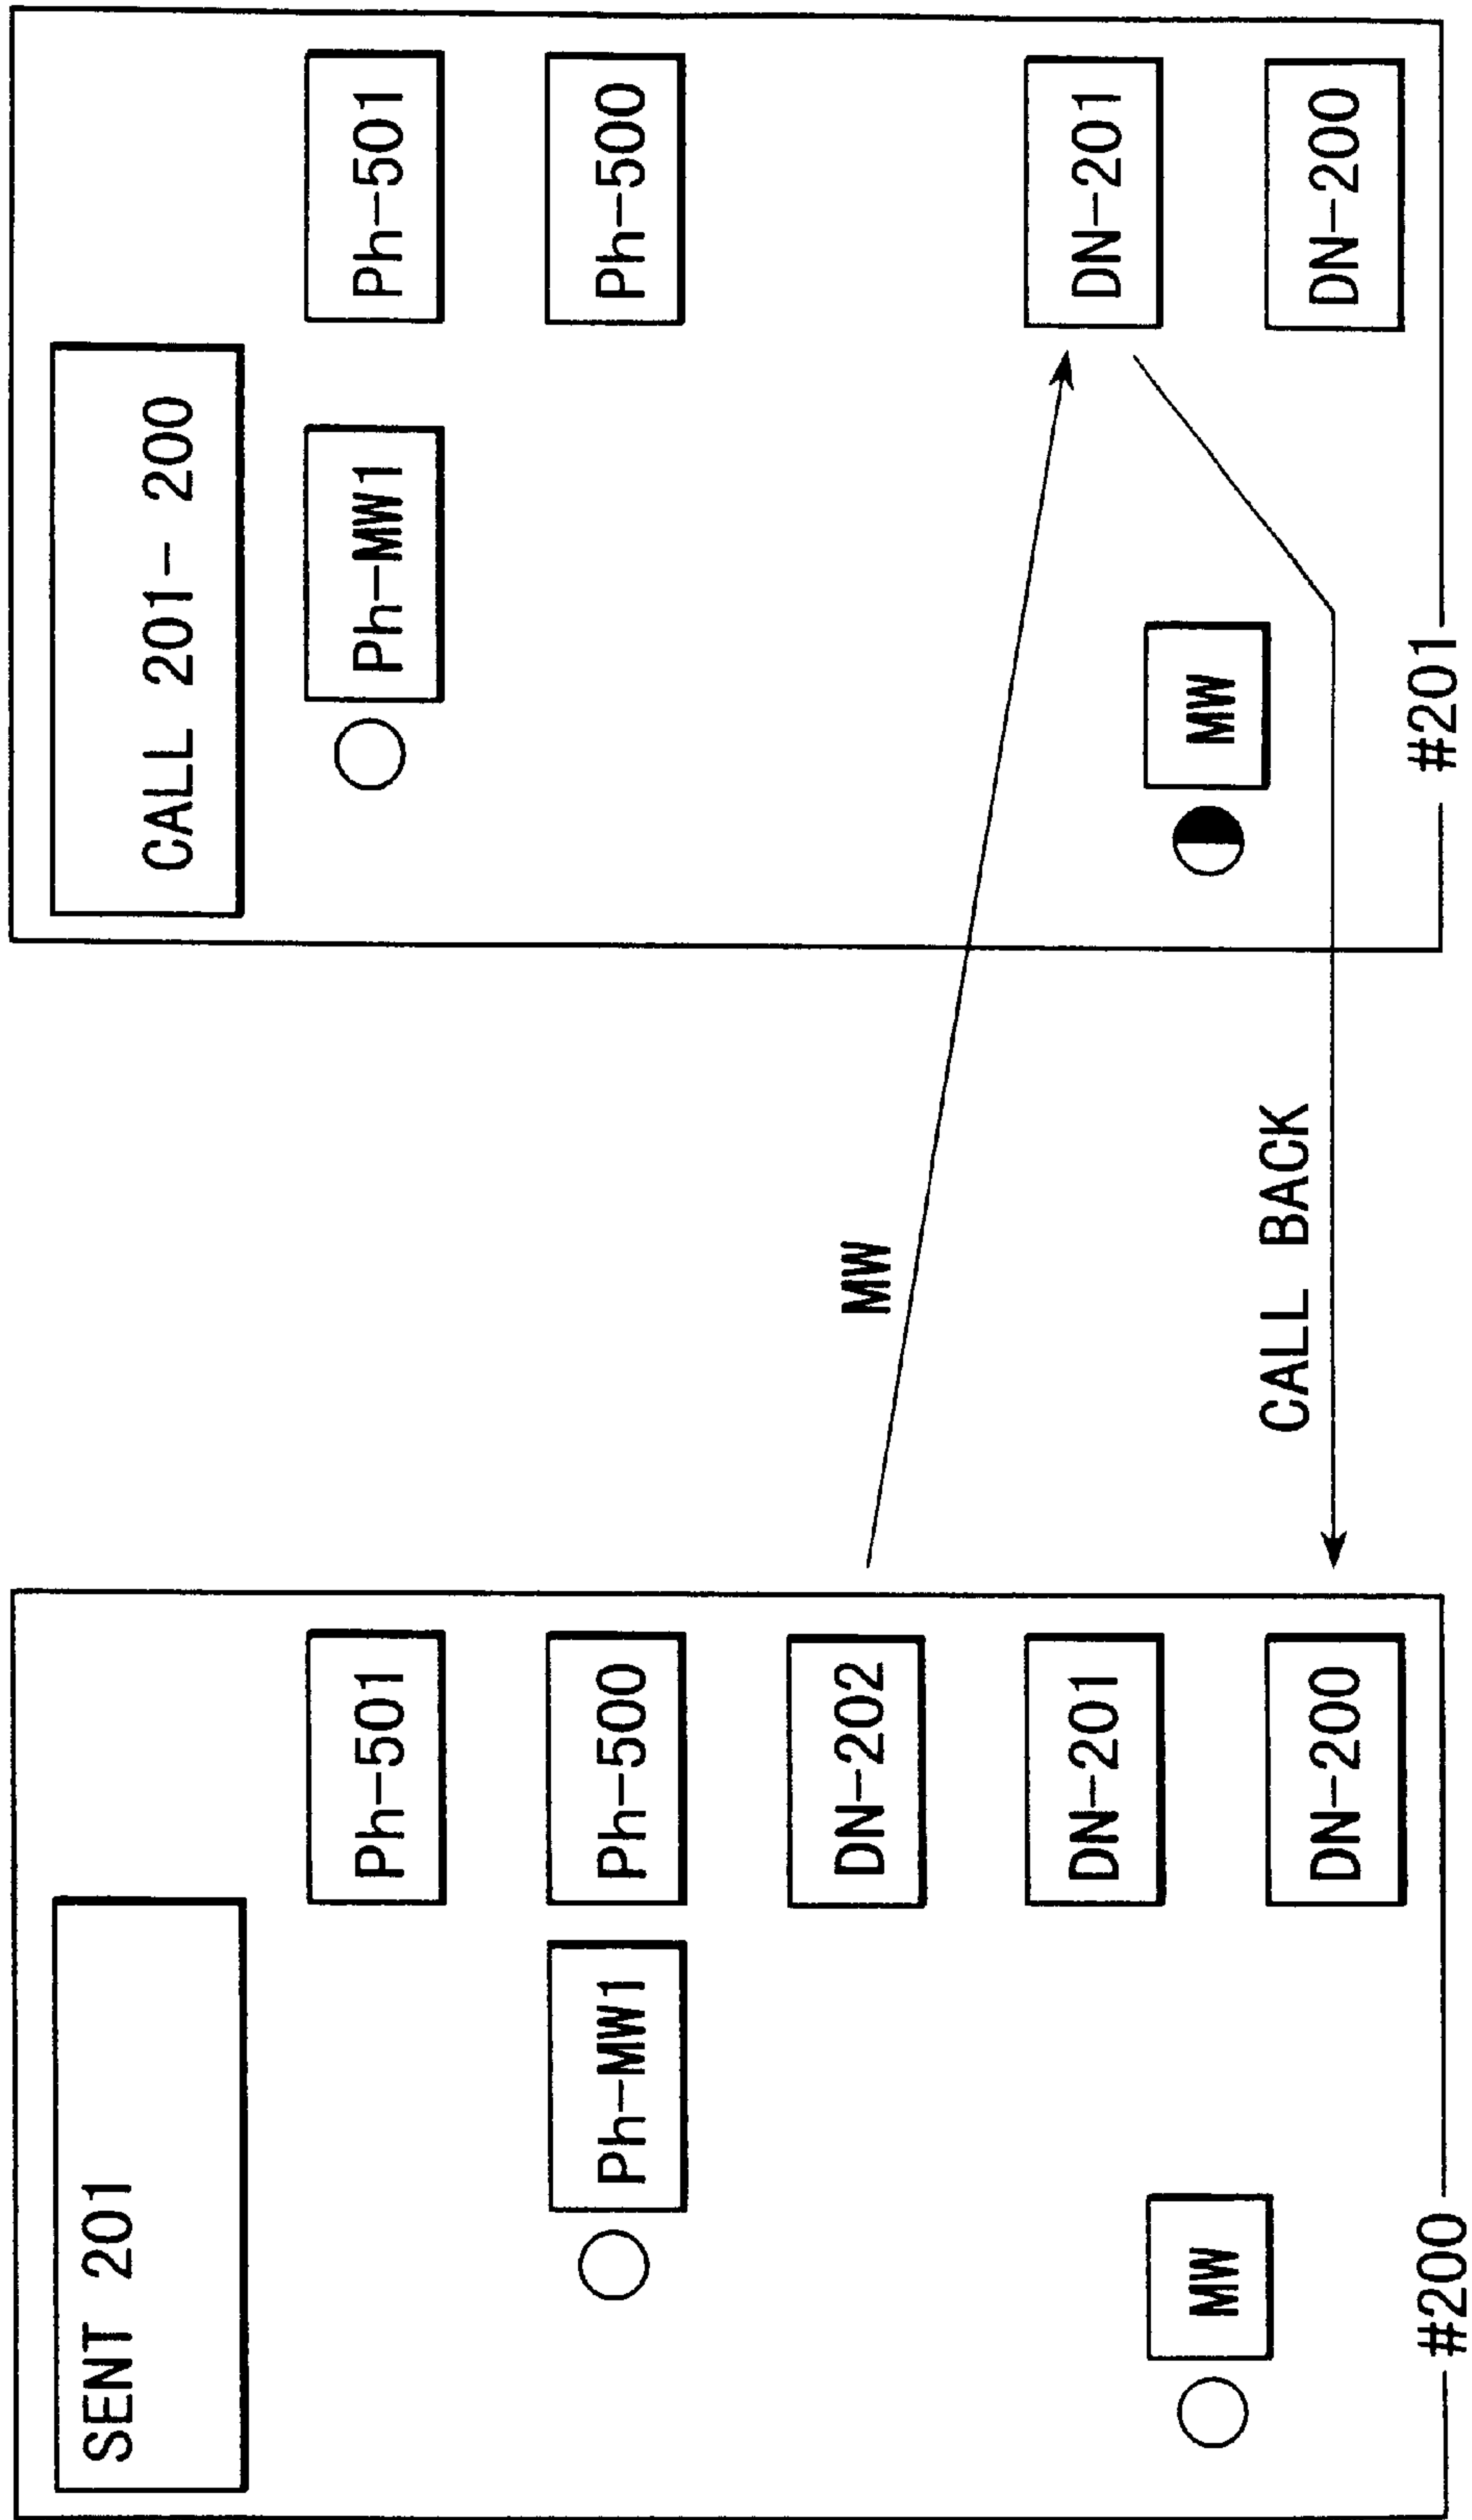 SENT 201
Ph-501
Ph-MW1
Ph-500
DN-202
DN-201
MW
DN-200
#200
MW
CALL BACK
CALL 201- 200
Ph-MW1
Ph-501
Ph-500
DN-201
MW
DN-200
#201